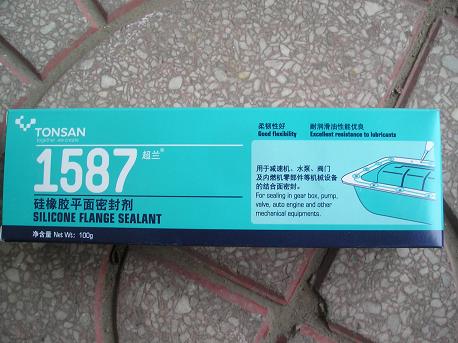 TONSAN
together we create
1587 超兰®
硅橡胶平面密封剂
SILICONE FLANGE SEALANT
净含量 Net Wt: 100g
柔韧性好
Good flexibility
耐润滑油性能优良
Excellent resistance to lubricants
用于减速机、水泵、阀门
及内燃机零部件等机械设备
的结合面密封。
For sealing in gear box, pump,
valve, auto engine and other
mechanical equipments.